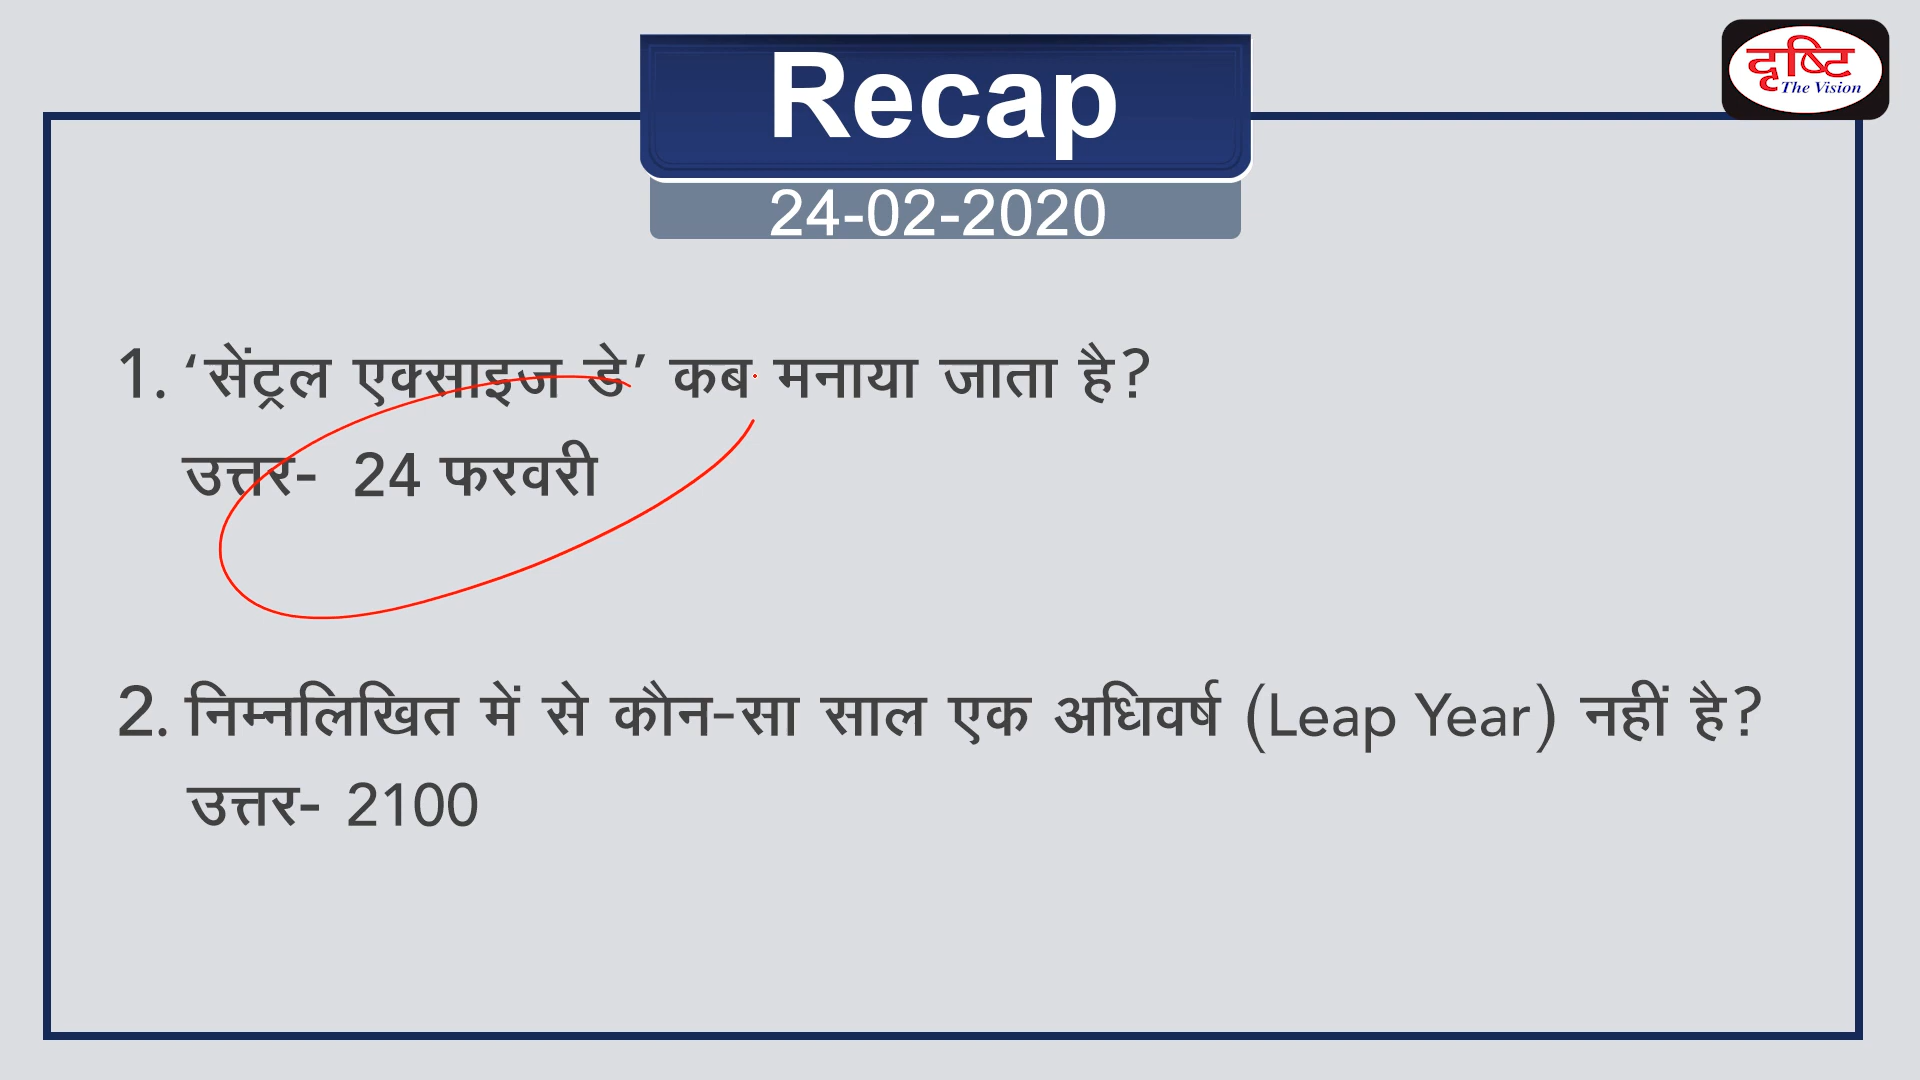 Recap
दृष्टि
The Vision
24-02-2020
1. ‘सेंट्रल एक्साइज डे’ कब मनाया जाता है?
उत्तर- 24 फरवरी
2. निम्नलिखित में से कौन-सा साल एक अधिवर्ष (Leap Year) नहीं है?
उत्तर- 2100